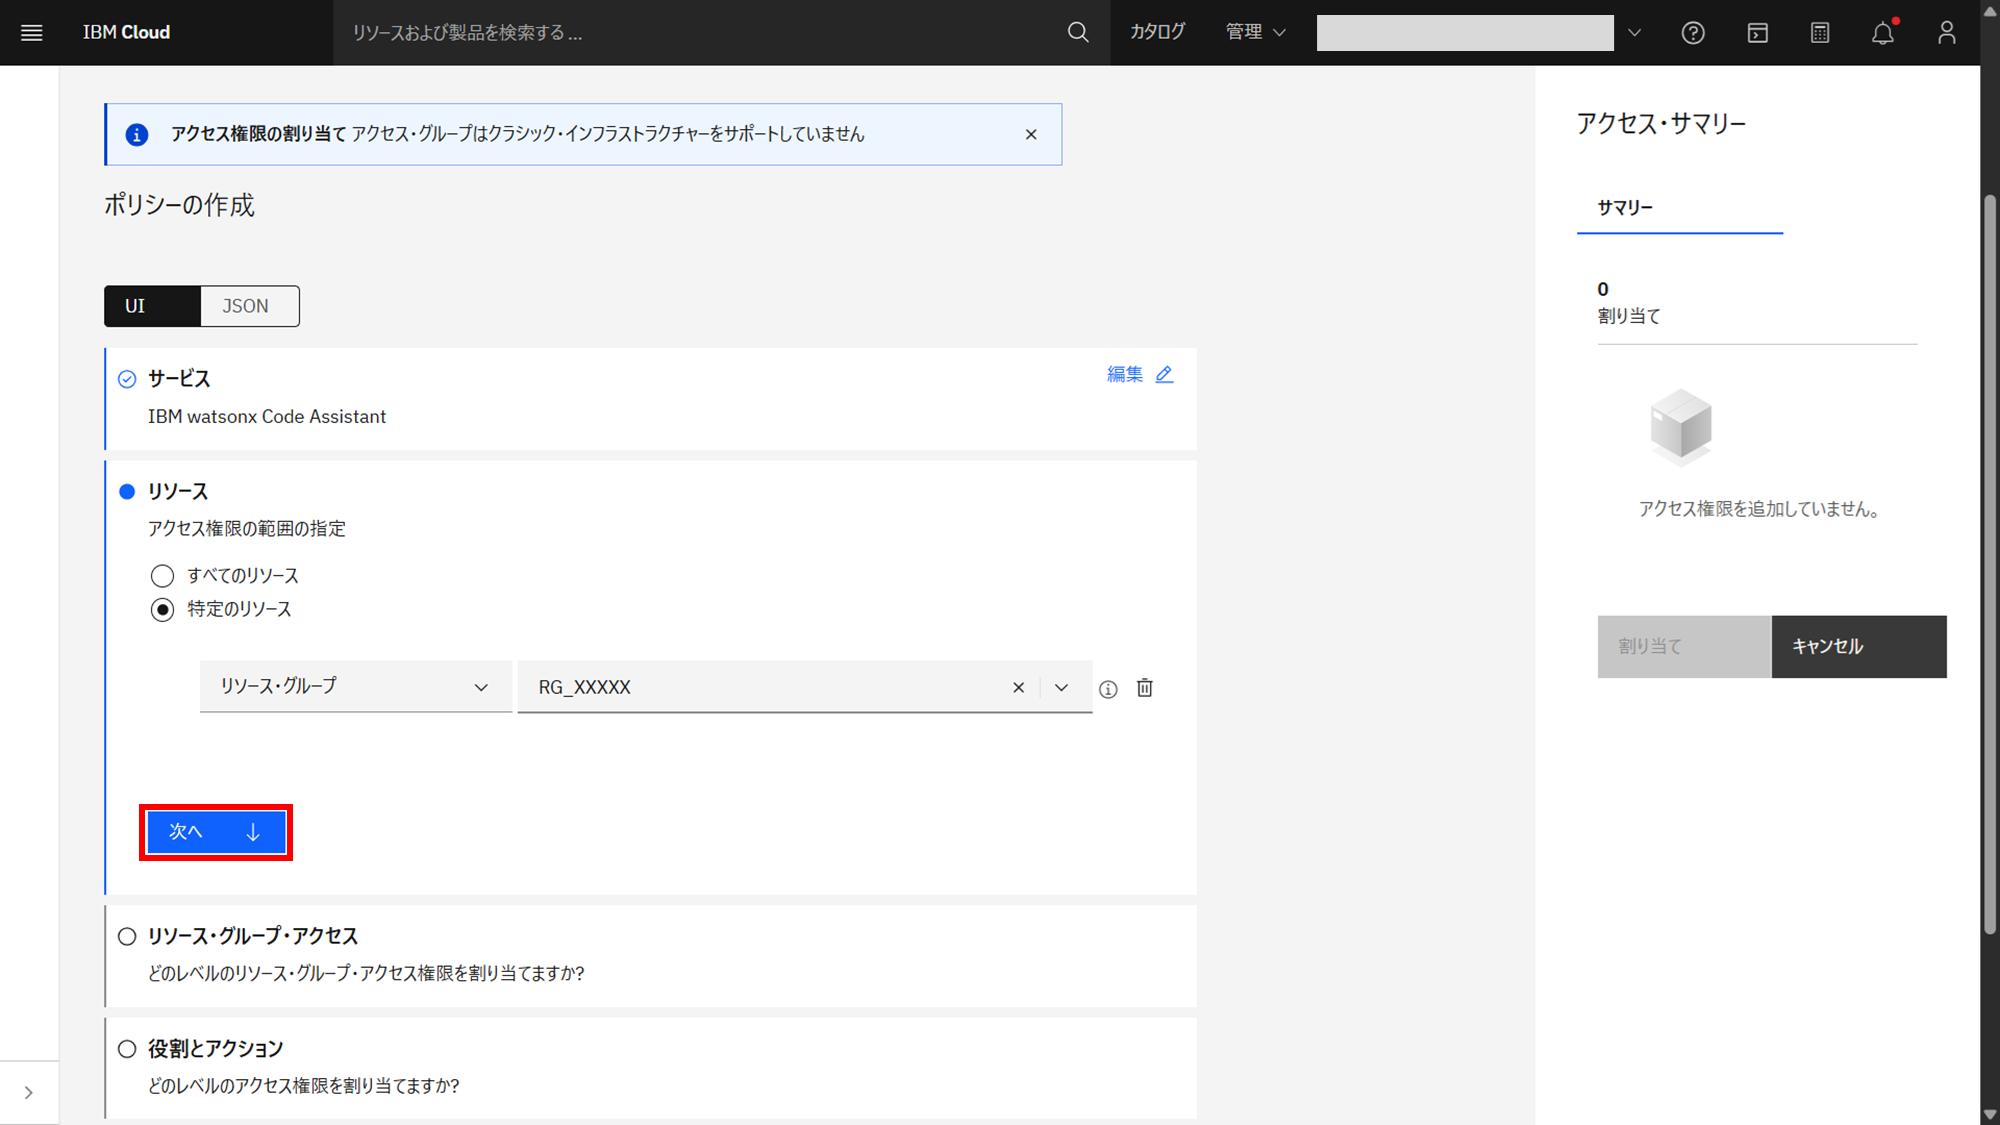 IBM Cloud
リソースおよび製品を検索する ...
カタログ
管理
アクセス権限の割り当て アクセス・グループはクラシック・インフラストラクチャーをサポートしていません
ポリシーの作成
UI
JSON
サービス
編集
IBM watsonx Code Assistant
リソース
アクセス権限の範囲の指定
すべてのリソース
特定のリソース
リソース・グループ
RG_XXXXX
次へ
リソース・グループ・アクセス
どのレベルのリソース・グループ・アクセス権限を割り当てますか?
役割とアクション
どのレベルのアクセス権限を割り当てますか?
アクセス・サマリー
サマリー
0
割り当て
アクセス権限を追加していません。
割り当て
キャンセル